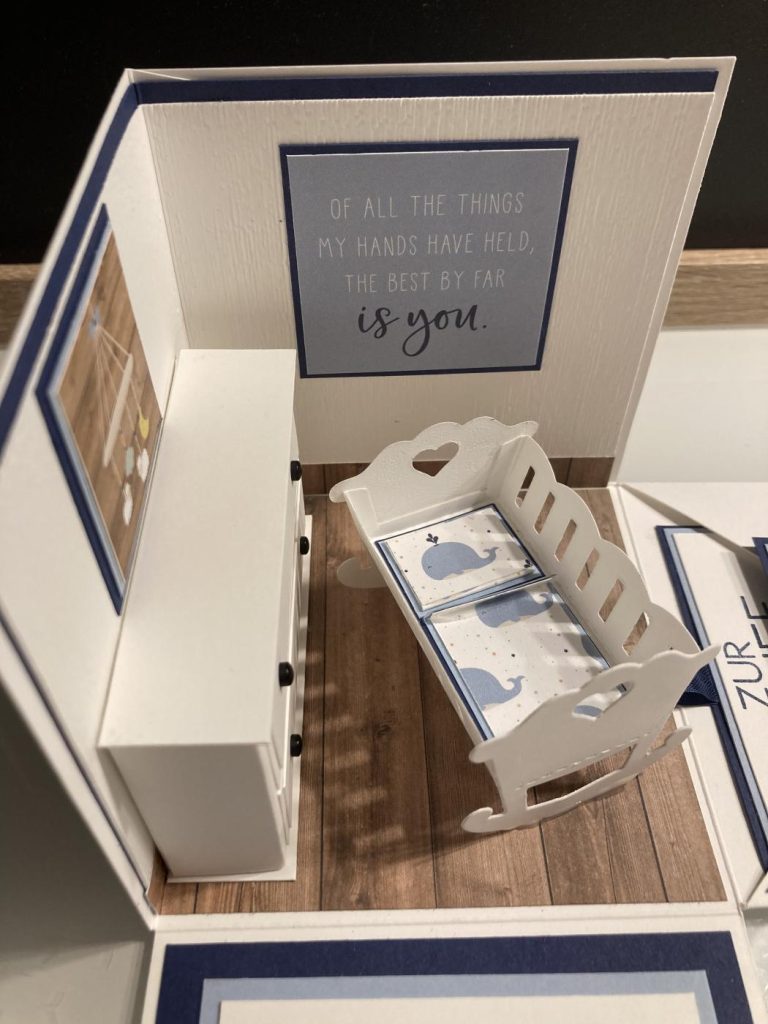 OF ALL THE THINGS
MY HANDS HAVE HELD,
THE BEST BY FAR
is you.
ZUR